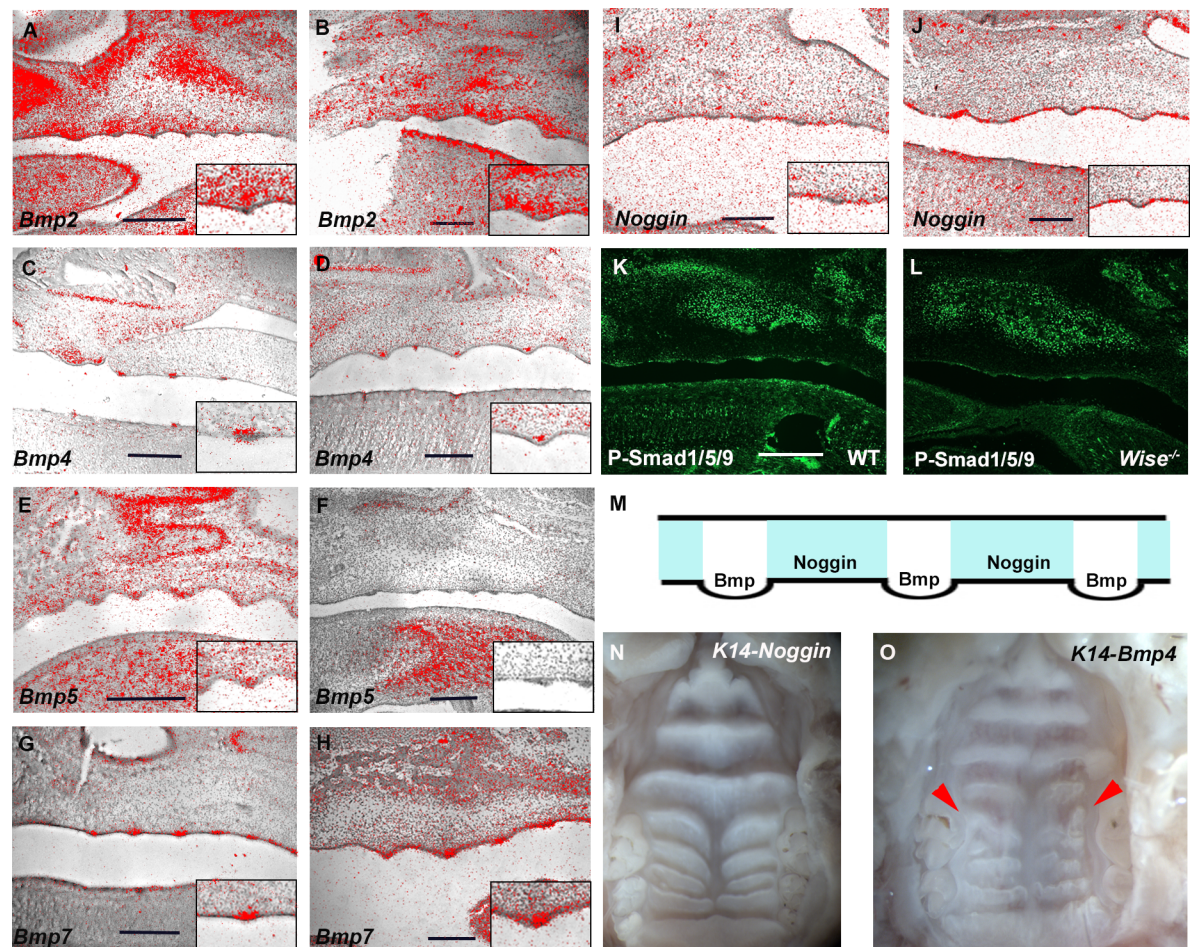 A
Bmp2
B
Bmp2
I
Noggin
J
Noggin
C
Bmp4
D
Bmp4
K
P-Smad1/5/9
WT
L
P-Smad1/5/9
Wise-/-
E
Bmp5
F
Bmp5
M
Noggin
Noggin
Bmp
Bmp
Bmp
G
Bmp7
H
Bmp7
N
K14-Noggin
O
K14-Bmp4